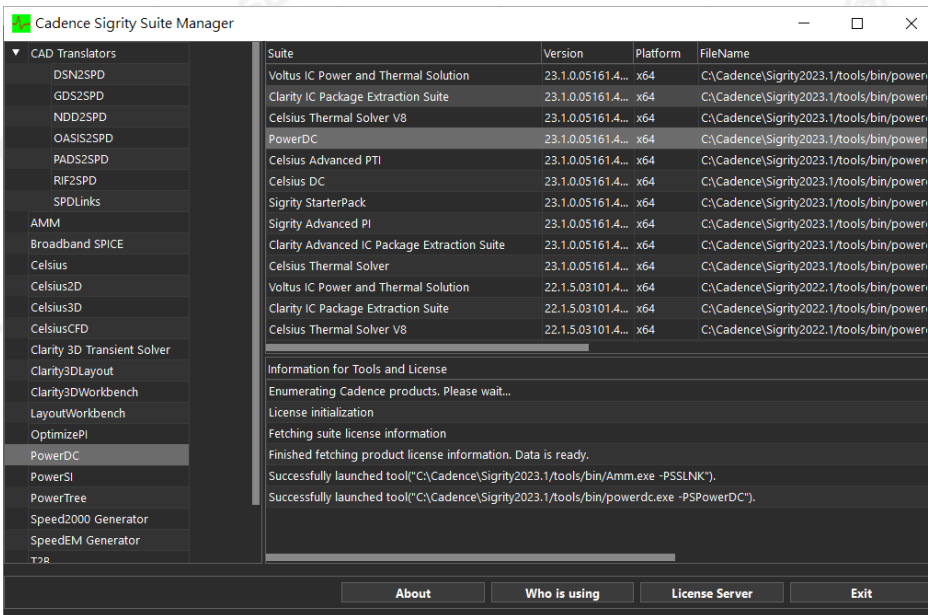 Cadence Sigrity Suite Manager
CAD Translators
DSN2SPD
GDS2SPD
NDD2SPD
OASIS2SPD
PADS2SPD
RIF2SPD
SPDLinks
AMM
Broadband SPICE
Celsius
Celsius2D
Celsius3D
CelsiusCFD
Clarity 3D Transient Solver
Clarity3DLayout
Clarity3DWorkbench
LayoutWorkbench
OptimizePI
PowerDC
PowerSI
PowerTree
Speed2000 Generator
SpeedEM Generator
T2B
Suite Version Platform FileName
Voltus IC Power and Thermal Solution 23.1.0.05161.4... x64 C:\Cadence\Sigrity2023.1/tools/bin/power
Clarity IC Package Extraction Suite 23.1.0.05161.4... x64 C:\Cadence\Sigrity2023.1/tools/bin/power
Celsius Thermal Solver V8 23.1.0.05161.4... x64 C:\Cadence\Sigrity2023.1/tools/bin/power
PowerDC 23.1.0.05161.4... x64 C:\Cadence\Sigrity2023.1/tools/bin/power
Celsius Advanced PTI 23.1.0.05161.4... x64 C:\Cadence\Sigrity2023.1/tools/bin/power
Celsius DC 23.1.0.05161.4... x64 C:\Cadence\Sigrity2023.1/tools/bin/power
Sigrity StarterPack 23.1.0.05161.4... x64 C:\Cadence\Sigrity2023.1/tools/bin/power
Sigrity Advanced PI 23.1.0.05161.4... x64 C:\Cadence\Sigrity2023.1/tools/bin/power
Clarity Advanced IC Package Extraction Suite 23.1.0.05161.4... x64 C:\Cadence\Sigrity2023.1/tools/bin/power
Celsius Thermal Solver 23.1.0.05161.4... x64 C:\Cadence\Sigrity2023.1/tools/bin/power
Voltus IC Power and Thermal Solution 22.1.5.03101.4... x64 C:\Cadence\Sigrity2022.1/tools/bin/power
Clarity IC Package Extraction Suite 22.1.5.03101.4... x64 C:\Cadence\Sigrity2022.1/tools/bin/power
Celsius Thermal Solver V8 22.1.5.03101.4... x64 C:\Cadence\Sigrity2022.1/tools/bin/power
Information for Tools and License
Enumerating Cadence products. Please wait...
License initialization
Fetching suite license information
Finished fetching product license information. Data is ready.
Successfully launched tool("C:\Cadence\Sigrity2023.1/tools/bin/Amm.exe -PSSLNK").
Successfully launched tool("C:\Cadence\Sigrity2023.1/tools/bin/powerdc.exe -PSPowerDC").
About Who is using License Server Exit